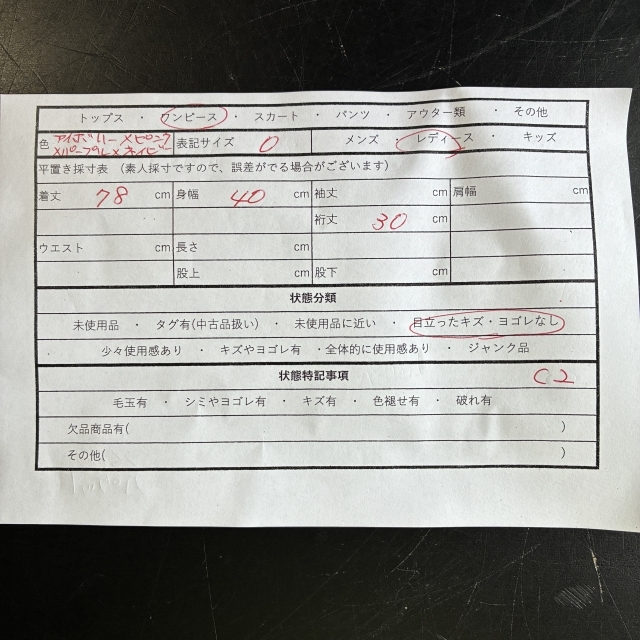 トップス ・ ワンピース ・ スカート ・ パンツ ・ アウター類 ・ その他
色 アイボリー×ピンク 表記サイズ 0 メンズ ・ レディース ・ キッズ
×パープル×ネイビー
平置き採寸表 (素人採寸ですので、誤差がでる場合がございます)
着丈 78 cm 身幅 40 cm 袖丈 cm 肩幅 cm
裄丈 30 cm
ウエスト cm 長さ cm
股上 cm 股下 cm
状態分類
未使用品 ・ タグ有(中古品扱い) ・ 未使用品に近い ・ 目立ったキズ・ヨゴレなし
少々使用感あり ・ キズやヨゴレ有 ・全体的に使用感あり ・ ジャンク品
状態特記事項 C2
毛玉有 ・ シミやヨゴレ有 ・ キズ有 ・ 色褪せ有 ・ 破れ有
欠品商品有( )
その他( )